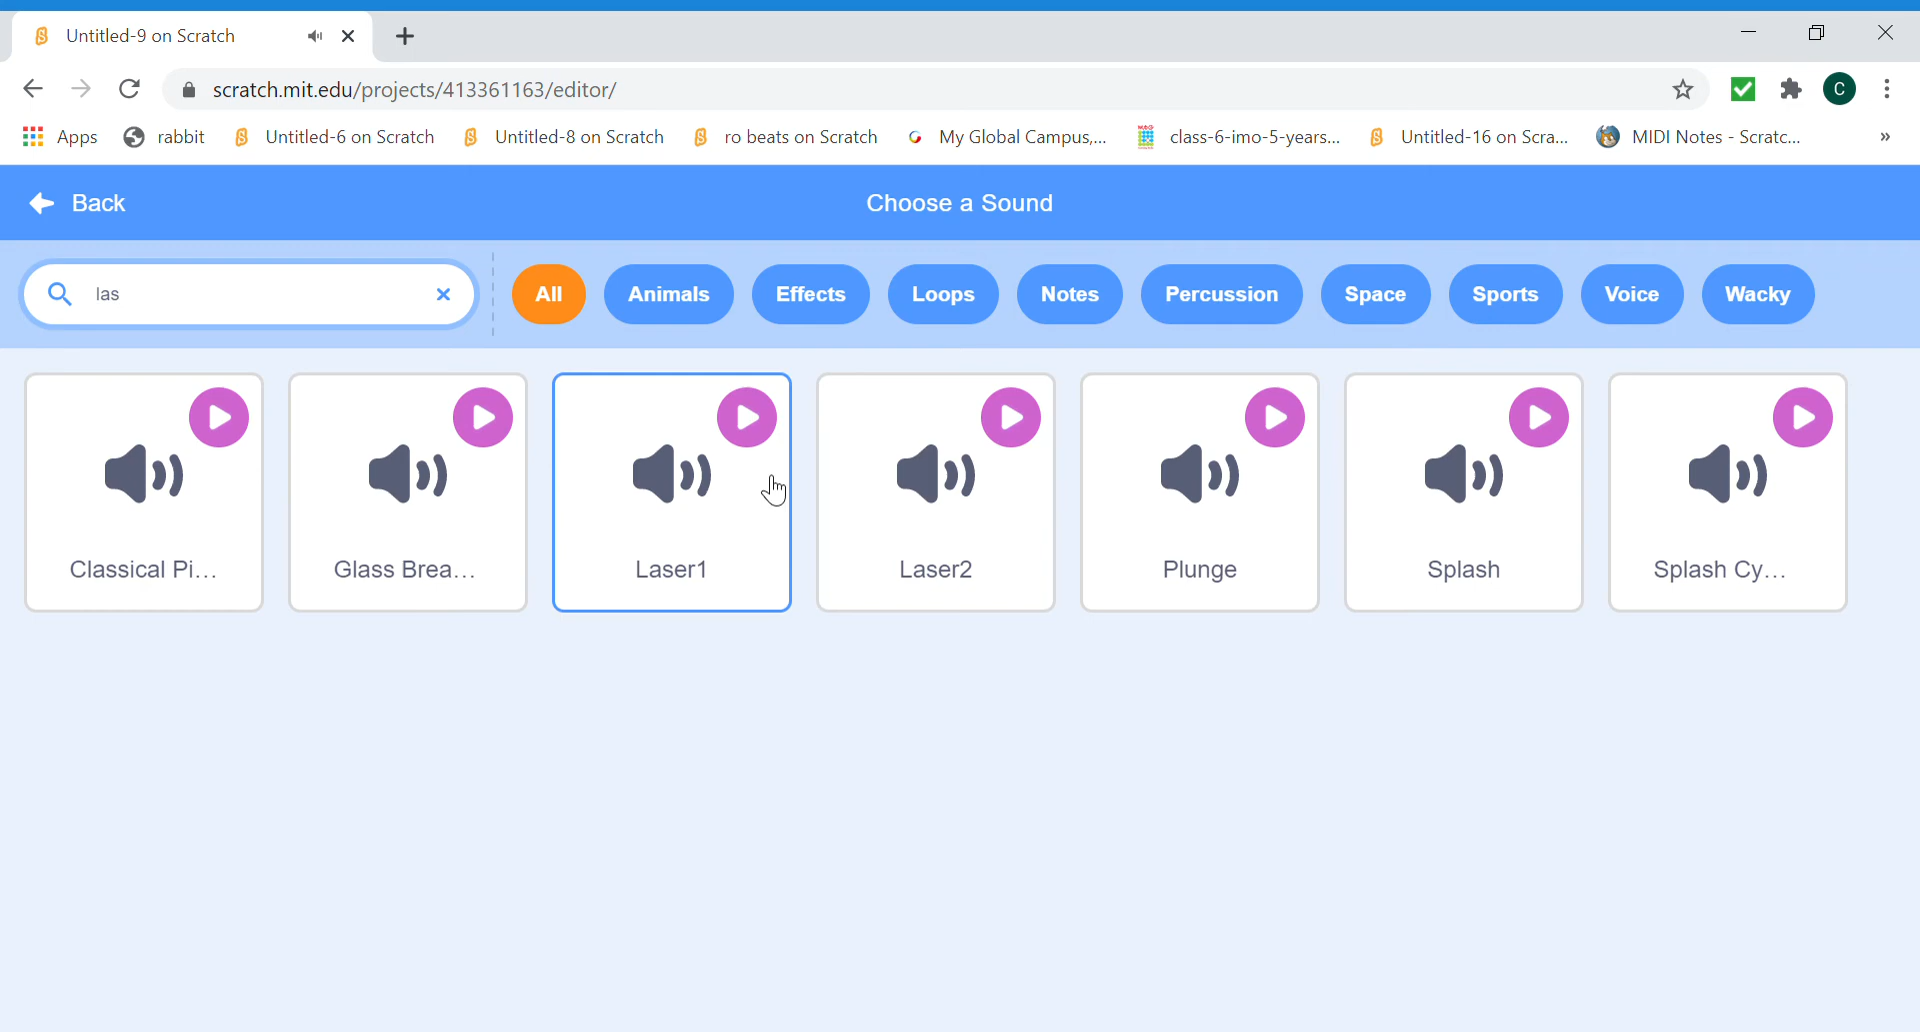 Untitled-9 on Scratch
scratch.mit.edu/projects/413361163/editor/
C
Apps rabbit Untitled-6 on Scratch Untitled-8 on Scratch ro beats on Scratch My Global Campus,... class-6-imo-5-years... Untitled-16 on Scra... MIDI Notes - Scratc... »
Back Choose a Sound
las All Animals Effects Loops Notes Percussion Space Sports Voice Wacky
Classical Pi... Glass Brea... Laser1 Laser2 Plunge Splash Splash Cy...